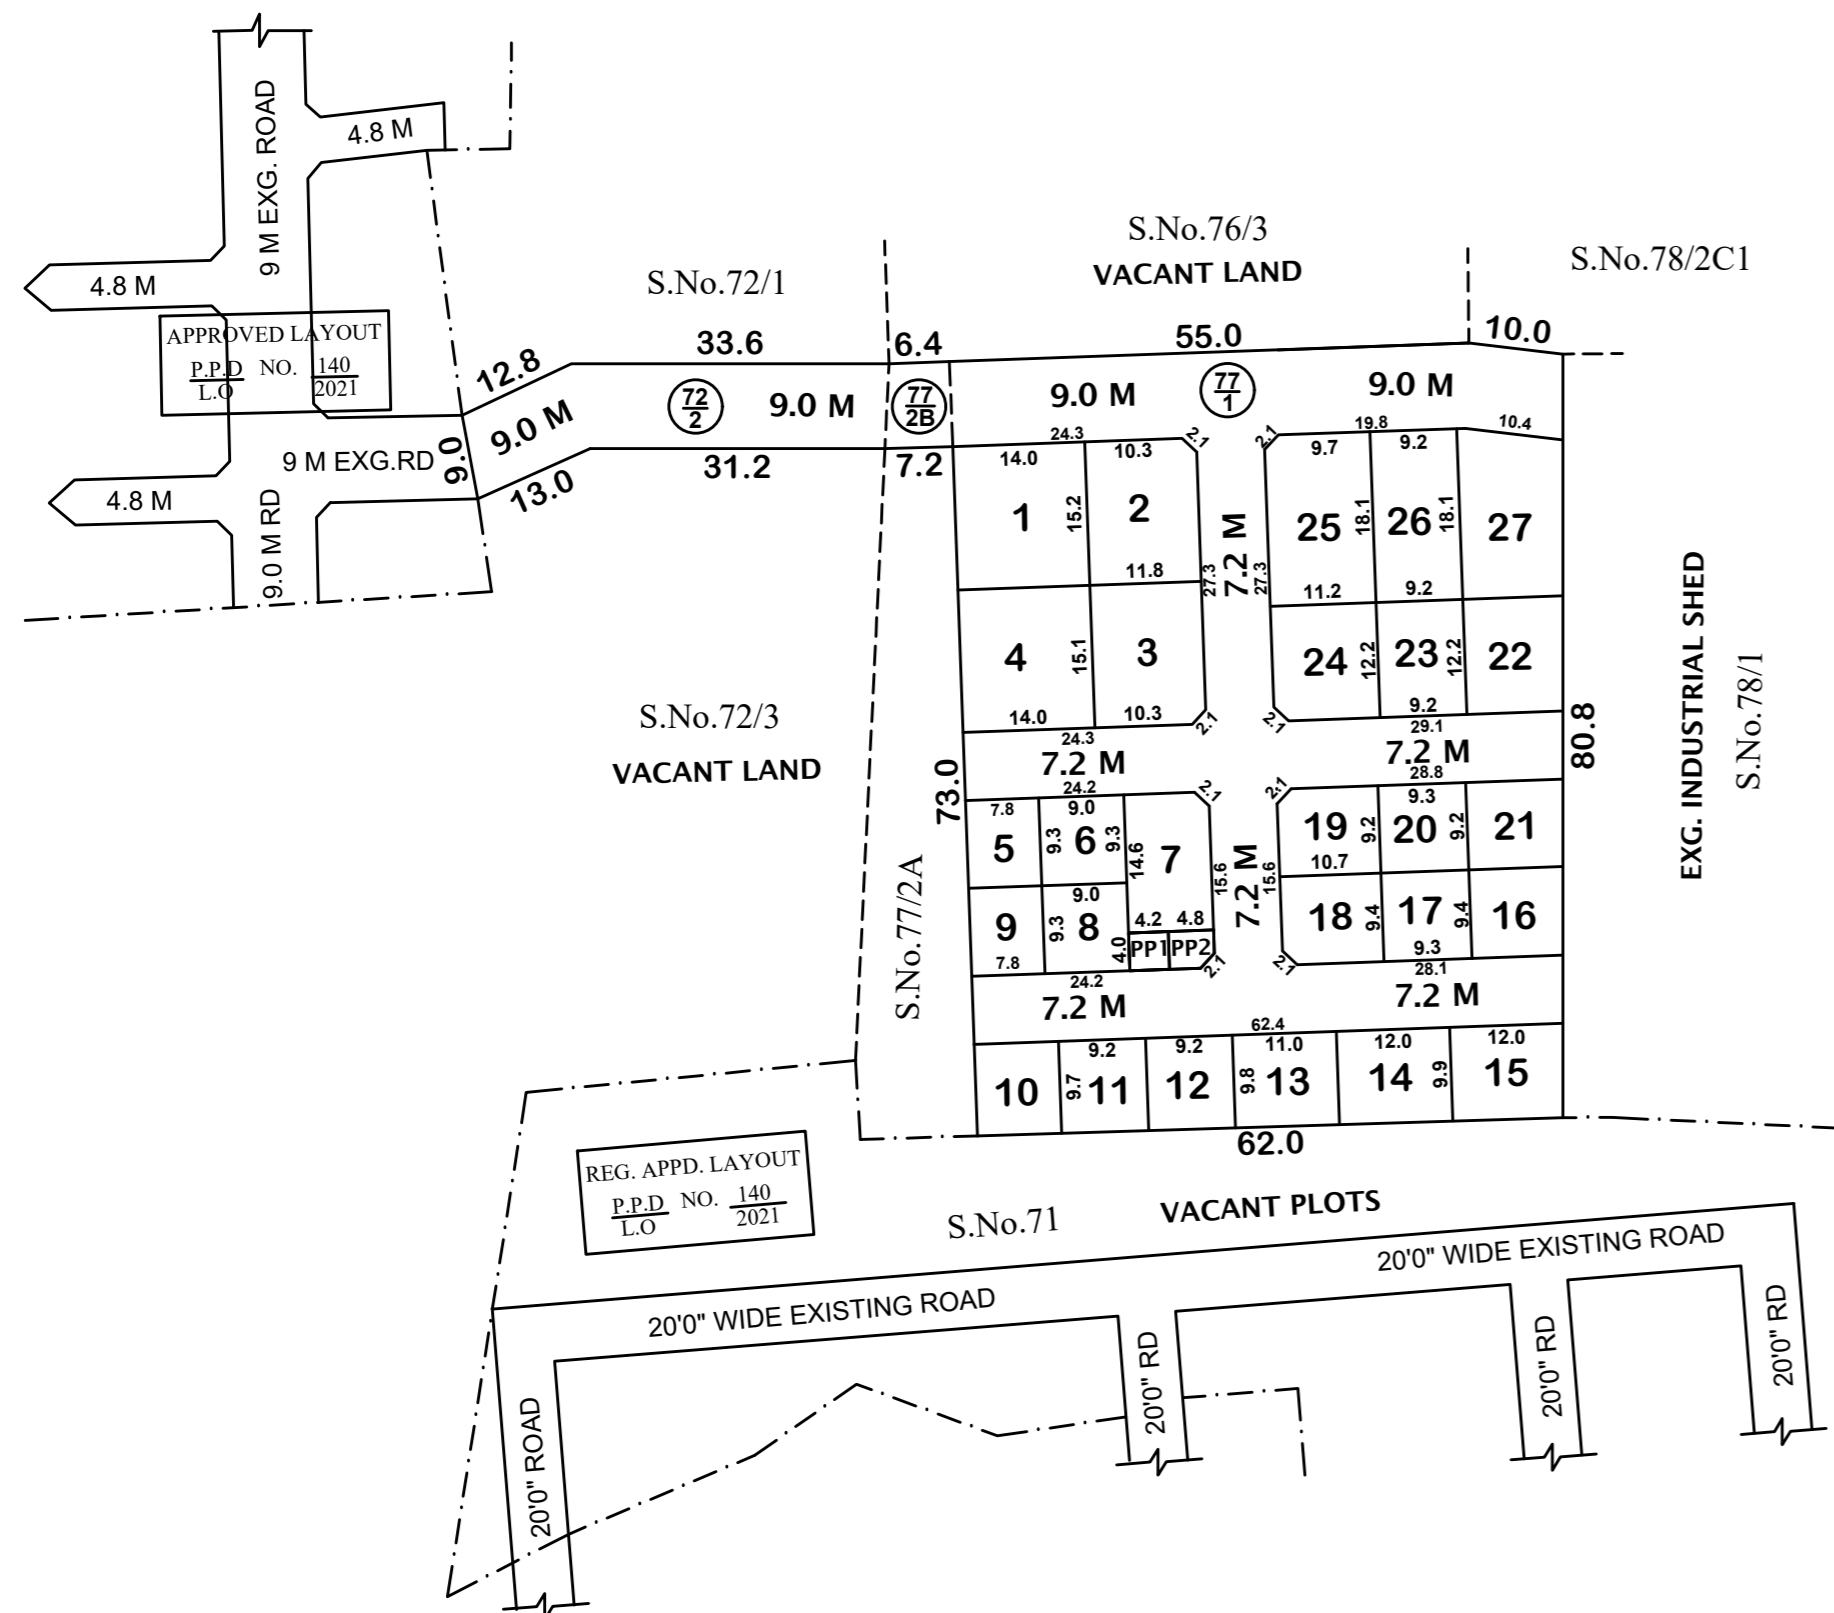 9 M EXG. ROAD
4.8 M
4.8 M
APPROVED LAYOUT
P.P.D NO. 140
L.O 2021
9 M EXG.RD
4.8 M
9.0 M RD
S.No.72/1
S.No.76/3
VACANT LAND
S.No.78/2C1
12.8
33.6
6.4
55.0
10.0
9.0
9.0 M
72
2
9.0 M
77
2B
9.0 M
77
1
9.0 M
13.0
31.2
7.2
24.3
2.1
2.1
19.8
10.4
14.0
10.3
9.7
9.2
1
15.2
2
7.2 M
25
18.1
26
18.1
27
11.8
27.3
27.3
11.2
9.2
4
15.1
3
24
12.2
23
12.2
22
14.0
10.3
2.1
2.1
9.2
24.3
29.1
7.2 M
7.2 M
S.No.72/3
VACANT LAND
73.0
80.8
EXG. INDUSTRIAL SHED
S.No.78/1
24.2
2.1
2.1
28.8
7.8
9.0
9.3
5
9.3
6
9.3
14.6
7
15.6
7.2 M
15.6
19
9.2
20
9.2
21
10.7
9
9.3
9.0
8
4.0
4.2
4.8
PP1
PP2
18
9.4
17
9.4
16
7.8
2.1
2.1
9.3
24.2
28.1
7.2 M
7.2 M
S.No.77/2A
62.4
9.2
9.2
11.0
12.0
12.0
10
9.7
11
12
9.8
13
14
9.9
15
62.0
REG. APPD. LAYOUT
P.P.D NO. 140
L.O 2021
S.No.71
VACANT PLOTS
20'0" WIDE EXISTING ROAD
20'0" WIDE EXISTING ROAD
20'0" ROAD
20'0" RD
20'0" RD
20'0" RD